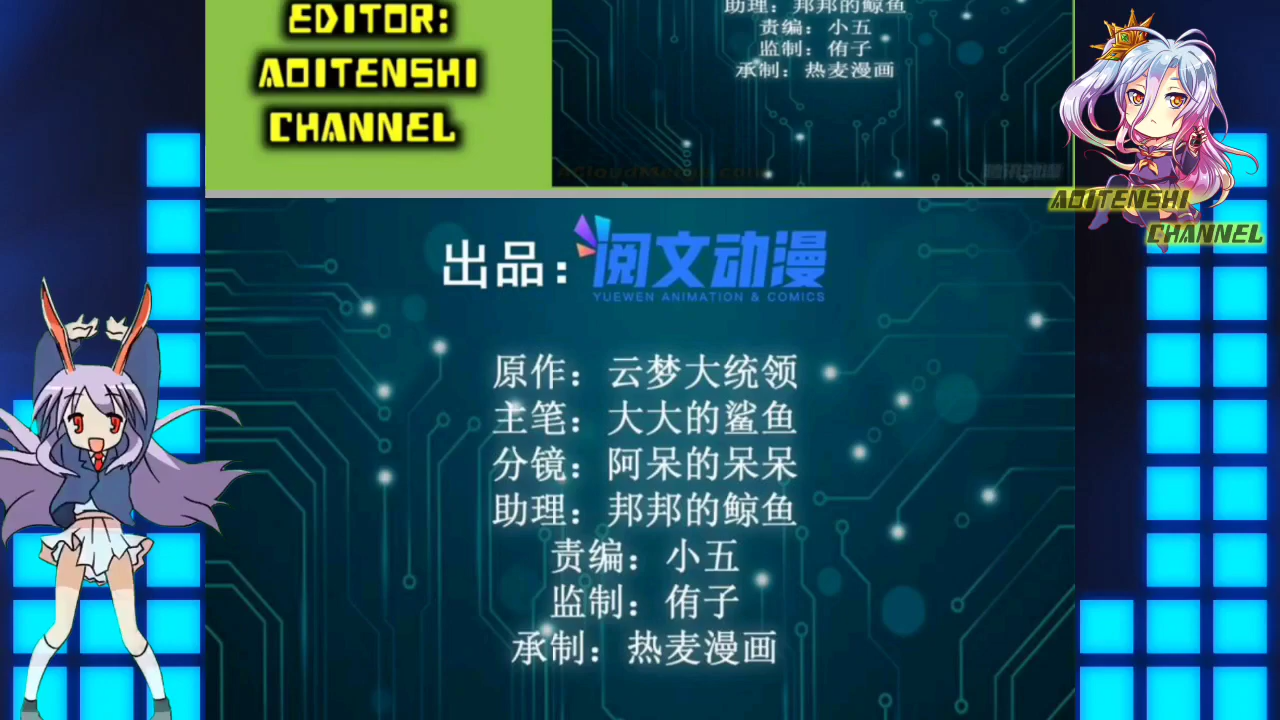 EDITOR:
AOITENSHI
CHANNEL
助理：邦邦的鲸鱼
责编：小五
监制：侑子
承制：热麦漫画
AOITENSHI
CHANNEL
出品：阅文动漫
YUEWEN ANIMATION & COMICS
原作：云梦大统领
主笔：大大的鲨鱼
分镜：阿呆的呆呆
助理：邦邦的鲸鱼
责编：小五
监制：侑子
承制：热麦漫画